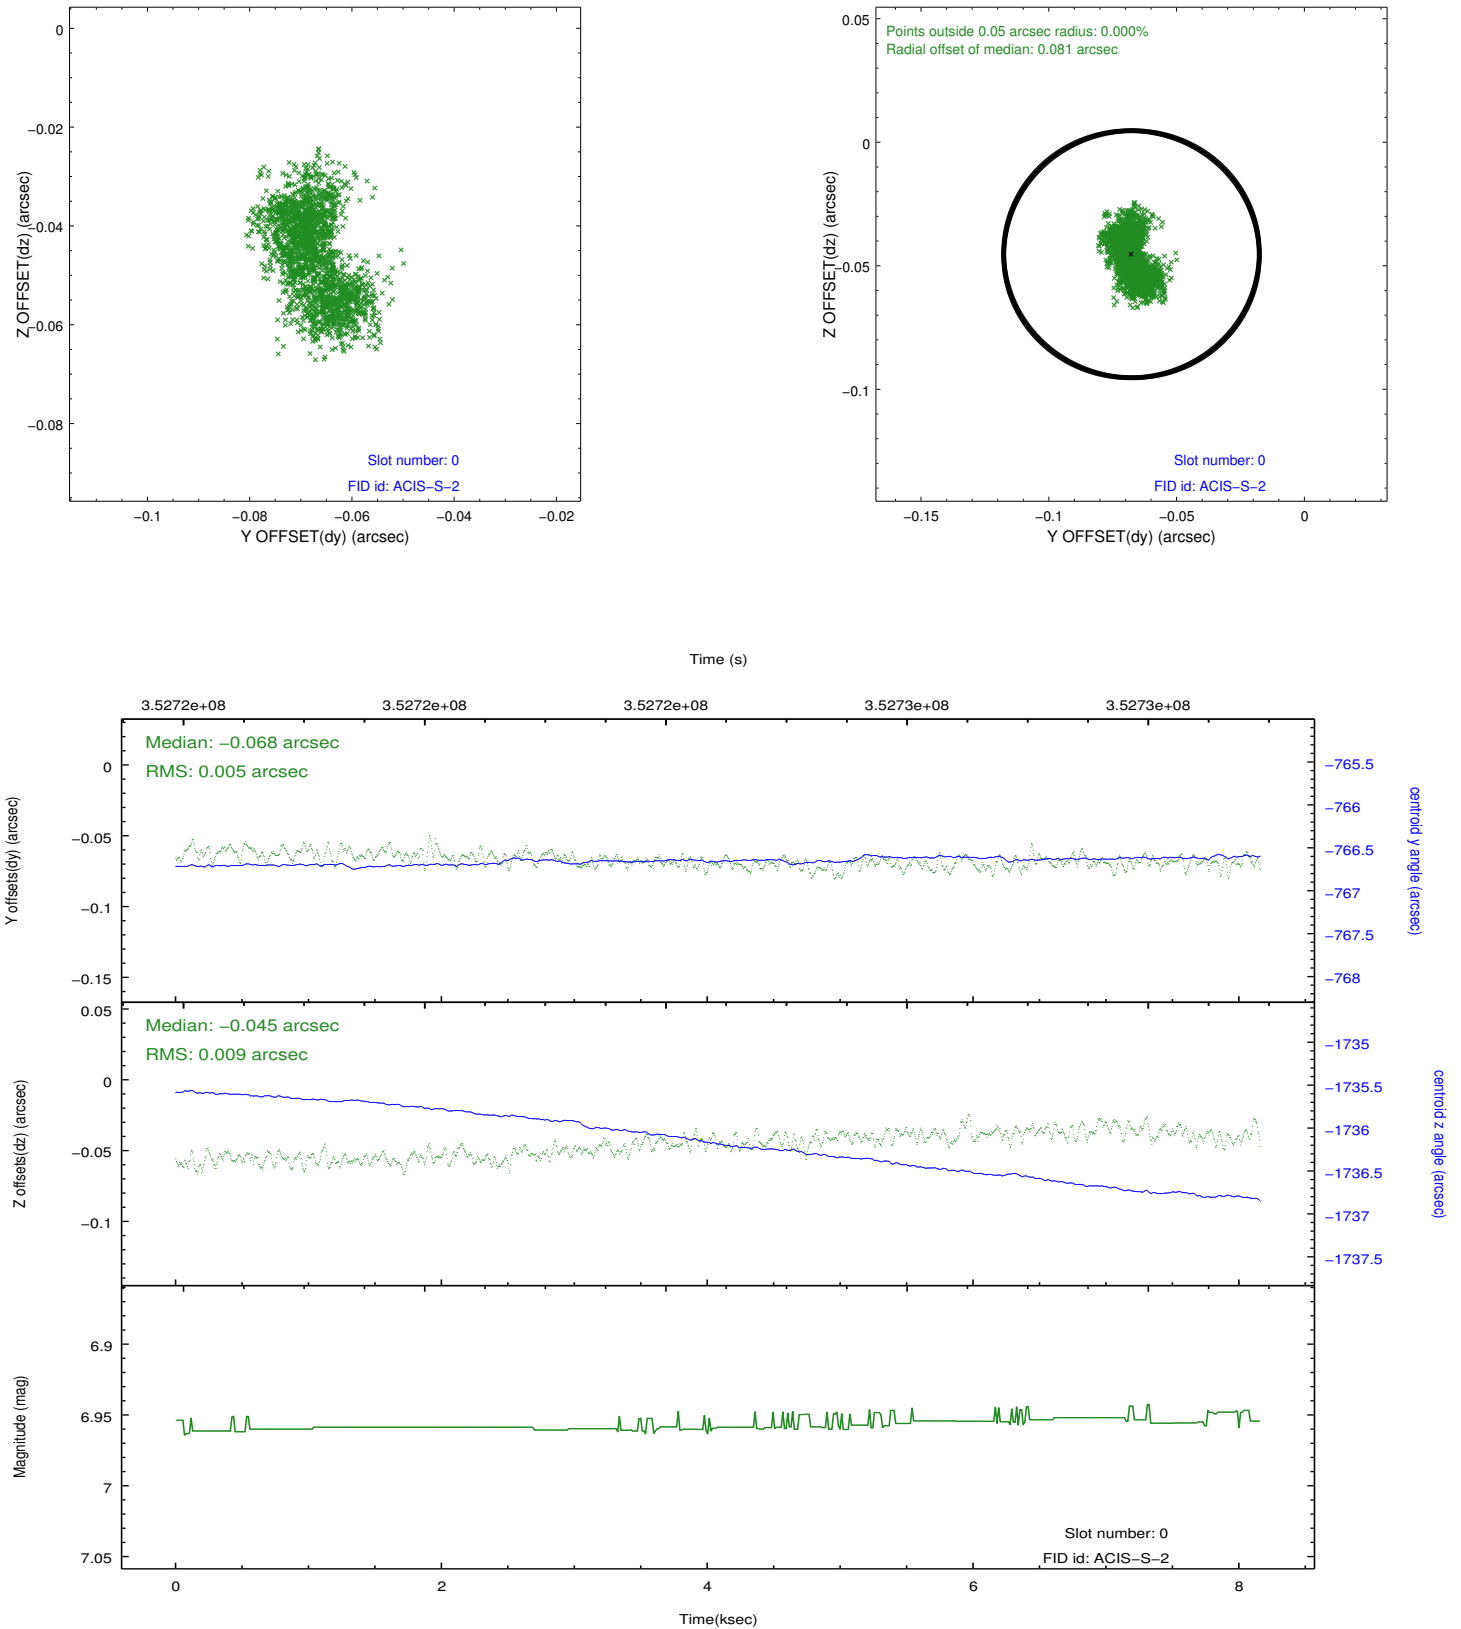 0
−0.02
−0.04
−0.06
−0.08
Z OFFSET(dz) (arcsec)
Slot number: 0
FID id: ACIS−S−2
−0.1 −0.08 −0.06 −0.04 −0.02
Y OFFSET(dy) (arcsec)
Points outside 0.05 arcsec radius: 0.000%
Radial offset of median: 0.081 arcsec
0.05
0
−0.05
−0.1
Z OFFSET(dz) (arcsec)
Slot number: 0
FID id: ACIS−S−2
−0.15 −0.1 −0.05 0
Y OFFSET(dy) (arcsec)
Time (s)
3.5272e+08 3.5272e+08 3.5272e+08 3.5273e+08 3.5273e+08
Median: −0.068 arcsec
RMS: 0.005 arcsec
0
−0.05
−0.1
−0.15
Y offsets(dy) (arcsec)
−765.5
−766
−766.5
−767
−767.5
−768
centroid y angle (arcsec)
Median: −0.045 arcsec
RMS: 0.009 arcsec
0.05
0
−0.05
−0.1
Z offsets(dz) (arcsec)
−1735
−1735.5
−1736
−1736.5
−1737
−1737.5
centroid z angle (arcsec)
6.9
6.95
7
7.05
Magnitude (mag)
Slot number: 0
FID id: ACIS−S−2
0 2 4 6 8
Time(ksec)